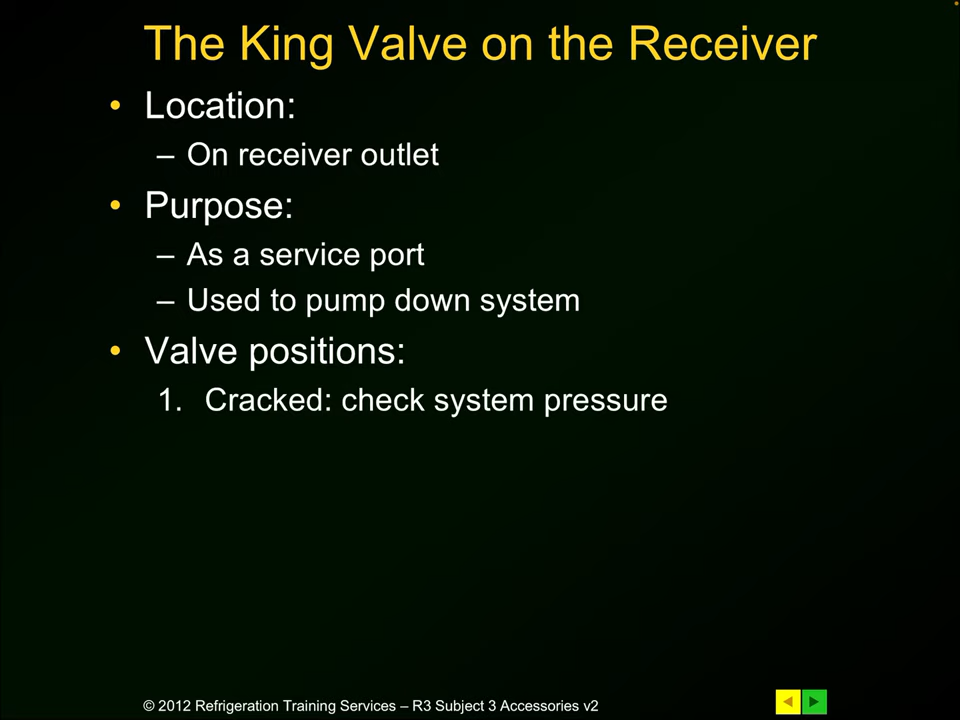 The King Valve on the Receiver
• Location:
– On receiver outlet
• Purpose:
– As a service port
– Used to pump down system
• Valve positions:
1. Cracked: check system pressure
© 2012 Refrigeration Training Services – R3 Subject 3 Accessories v2